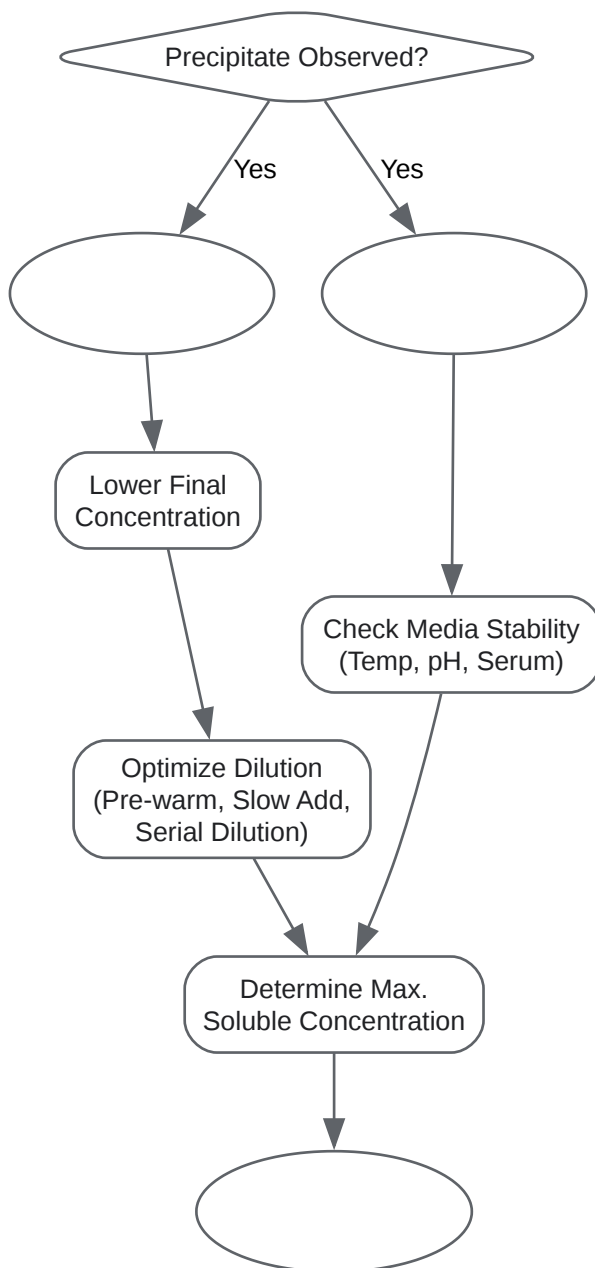 Precipitate Observed?
Yes
Yes
Lower Final
Concentration
Check Media Stability
(Temp, pH, Serum)
Optimize Dilution
(Pre-warm, Slow Add,
Serial Dilution)
Determine Max.
Soluble Concentration